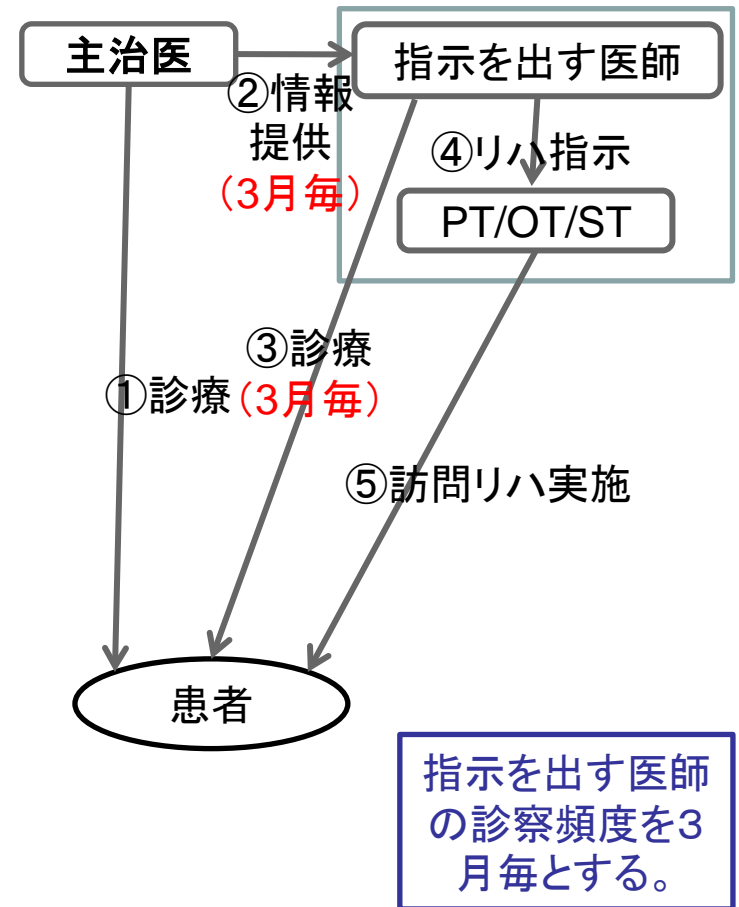 主治医
指示を出す医師
②情報
提供
（3月毎）
④リハ指示
PT/OT/ST
③診療
①診療
（3月毎）
⑤訪問リハ実施
患者
指示を出す医師
の診察頻度を3
月毎とする。